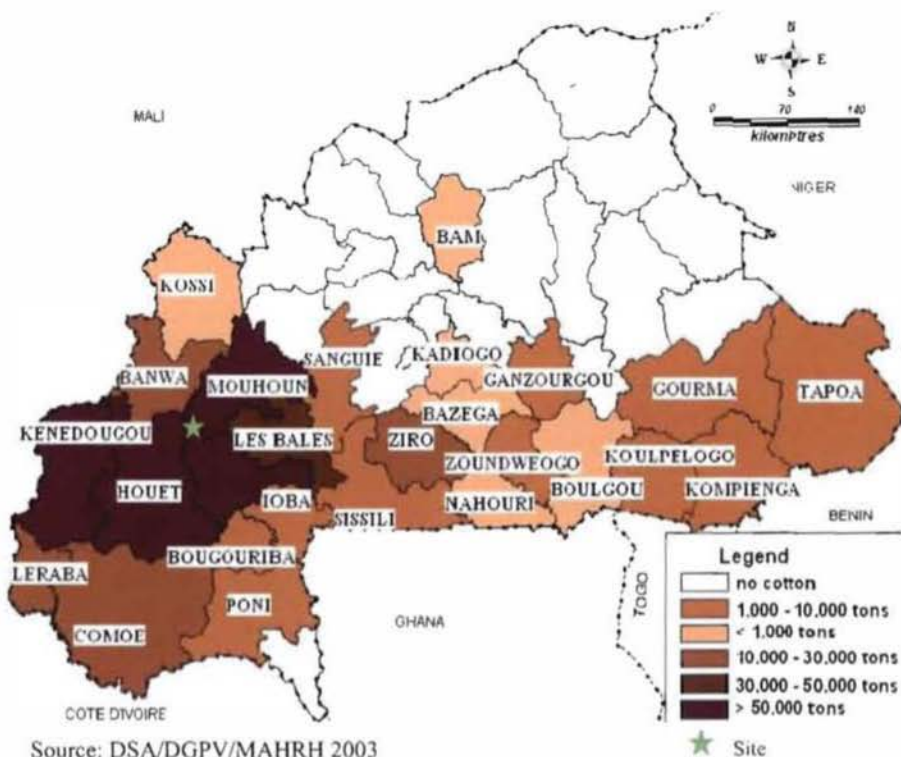 N
W E
S
0 70 140
kilomptres
MALI
NIGER
BAM
KOSSI
SANGUIE
KADIOGO
BANWA
MOUHOUN
GANZOURGOU
GOURMA
TAPOA
BAZEGA
KENEDOUGOU
LES BALES
ZIRO
KOULPELOGO
ZOUNDWEOGO
HOUET
IOBA
NAHOURI
BOULGOU
KOMPIENGA
SISSILI
BENIN
BOUGOURIBA
LERABA
PONI
COMOE
GHANA
TOGO
COTE DIVOIRE
Legend
no cotton
1.000 - 10.000 tons
< 1.000 tons
10.000 - 30.000 tons
30.000 - 50.000 tons
> 50.000 tons
Site
Source: DSA/DGPV/MAHRH 2003